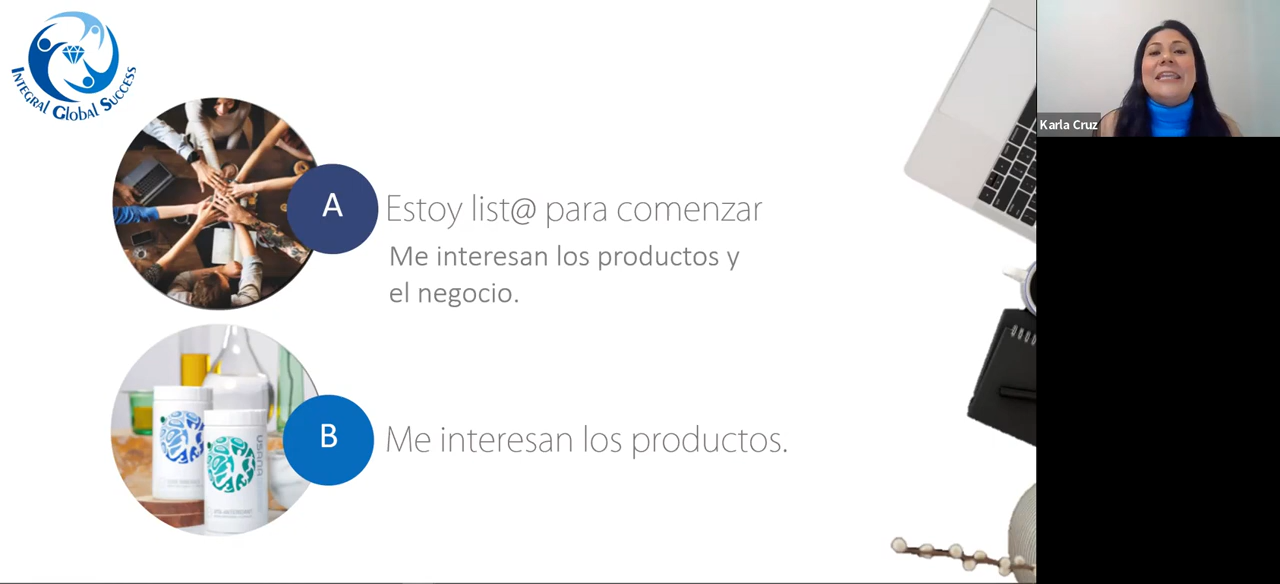 INTEGRAL GLOBAL SUCCESS
Karla Cruz
A
Estoy list@ para comenzar
Me interesan los productos y
el negocio.
USANA
B
Me interesan los productos.